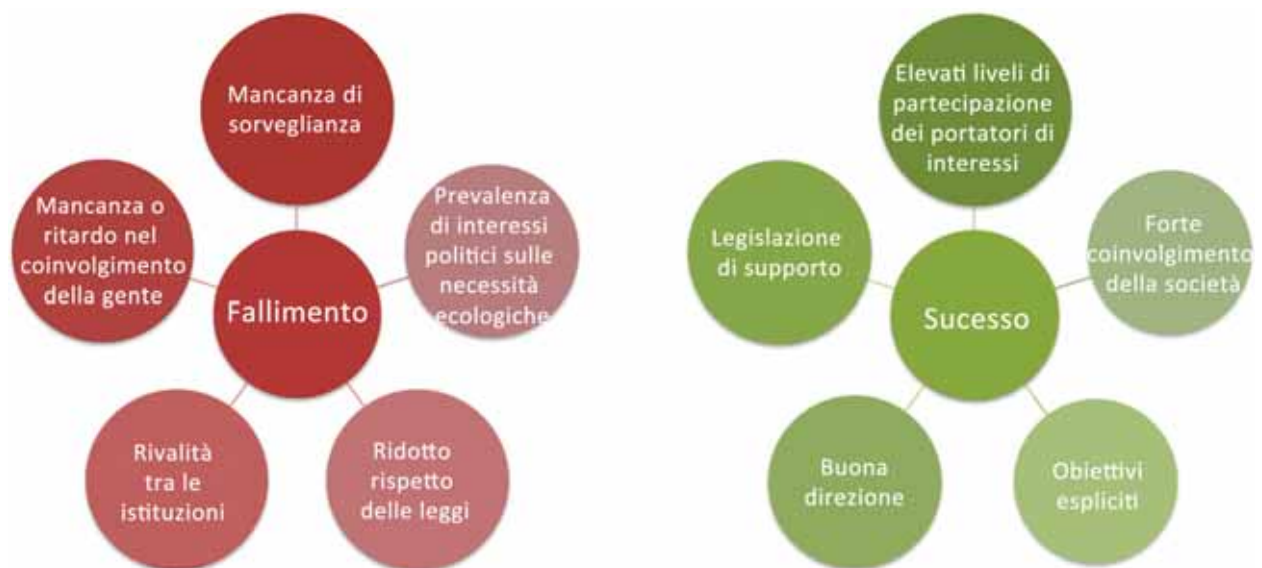 Mancanza di
sorveglianza
Prevalenza
di interessi
politici sulle
necessità
ecologiche
Ridotto
rispetto
delle leggi
Rivalità
tra le
istituzioni
Mancanza o
ritardo nel
coinvolgimento
della gente
Fallimento
Elevati liveli di
partecipazione
dei portatori di
interessi
Forte
coinvolgimento
della società
Obiettivi
espliciti
Buona
direzione
Legislazione
di supporto
Sucesso